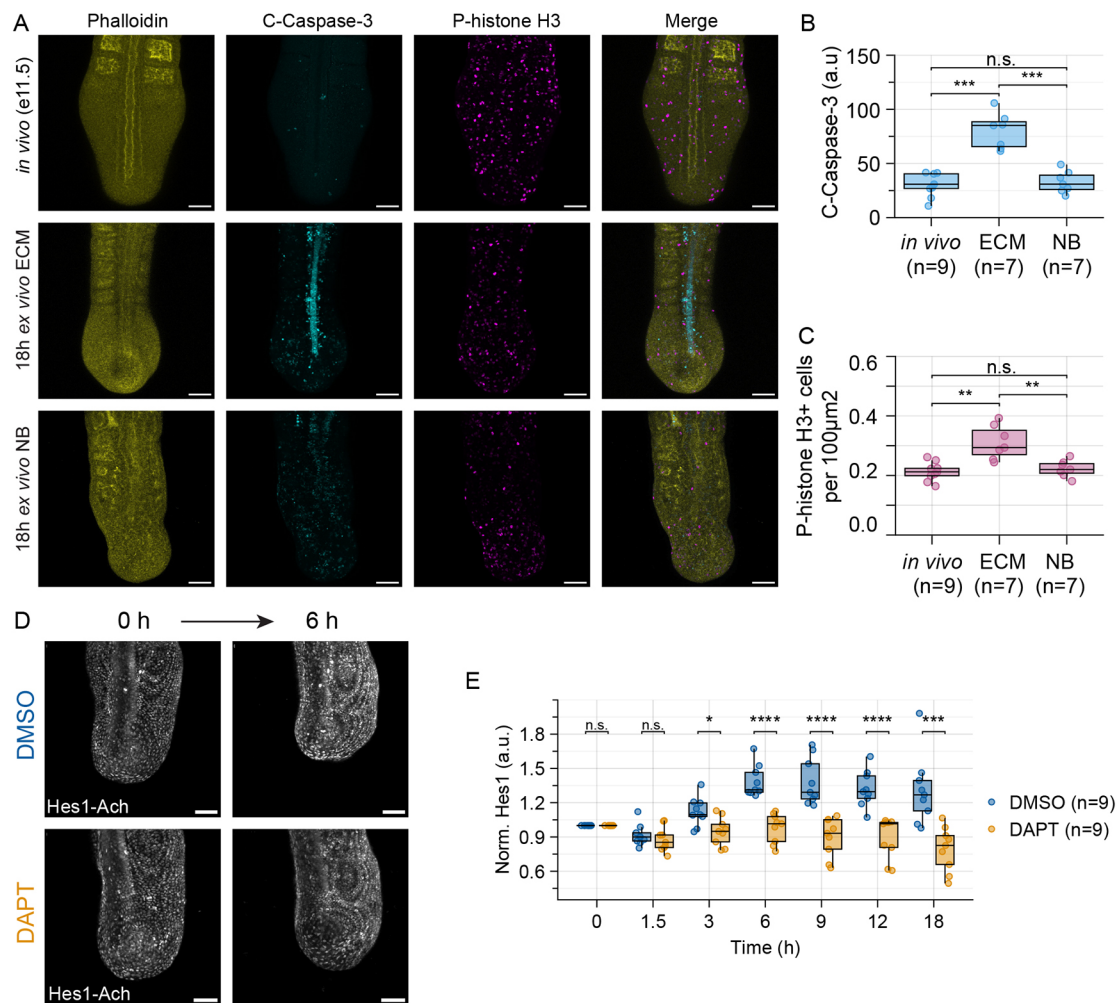 A
Phalloidin
C-Caspase-3
P-histone H3
Merge
in vivo (e11.5)
18h ex vivo ECM
18h ex vivo NB
B
C-Caspase-3 (a.u)
150
100
50
0
n.s.
*** ***
in vivo ECM NB
(n=9) (n=7) (n=7)
C
P-histone H3+ cells
per 100µm2
0.6
0.4
0.2
0.0
n.s.
** **
in vivo ECM NB
(n=9) (n=7) (n=7)
D
0 h
6 h
DMSO
Hes1-Ach
DAPT
Hes1-Ach
E
Norm. Hes1 (a.u.)
1.8
1.5
1.2
0.9
0.6
n.s. n.s. * **** **** **** ***
0 1.5 3 6 9 12 18
Time (h)
DMSO (n=9)
DAPT (n=9)